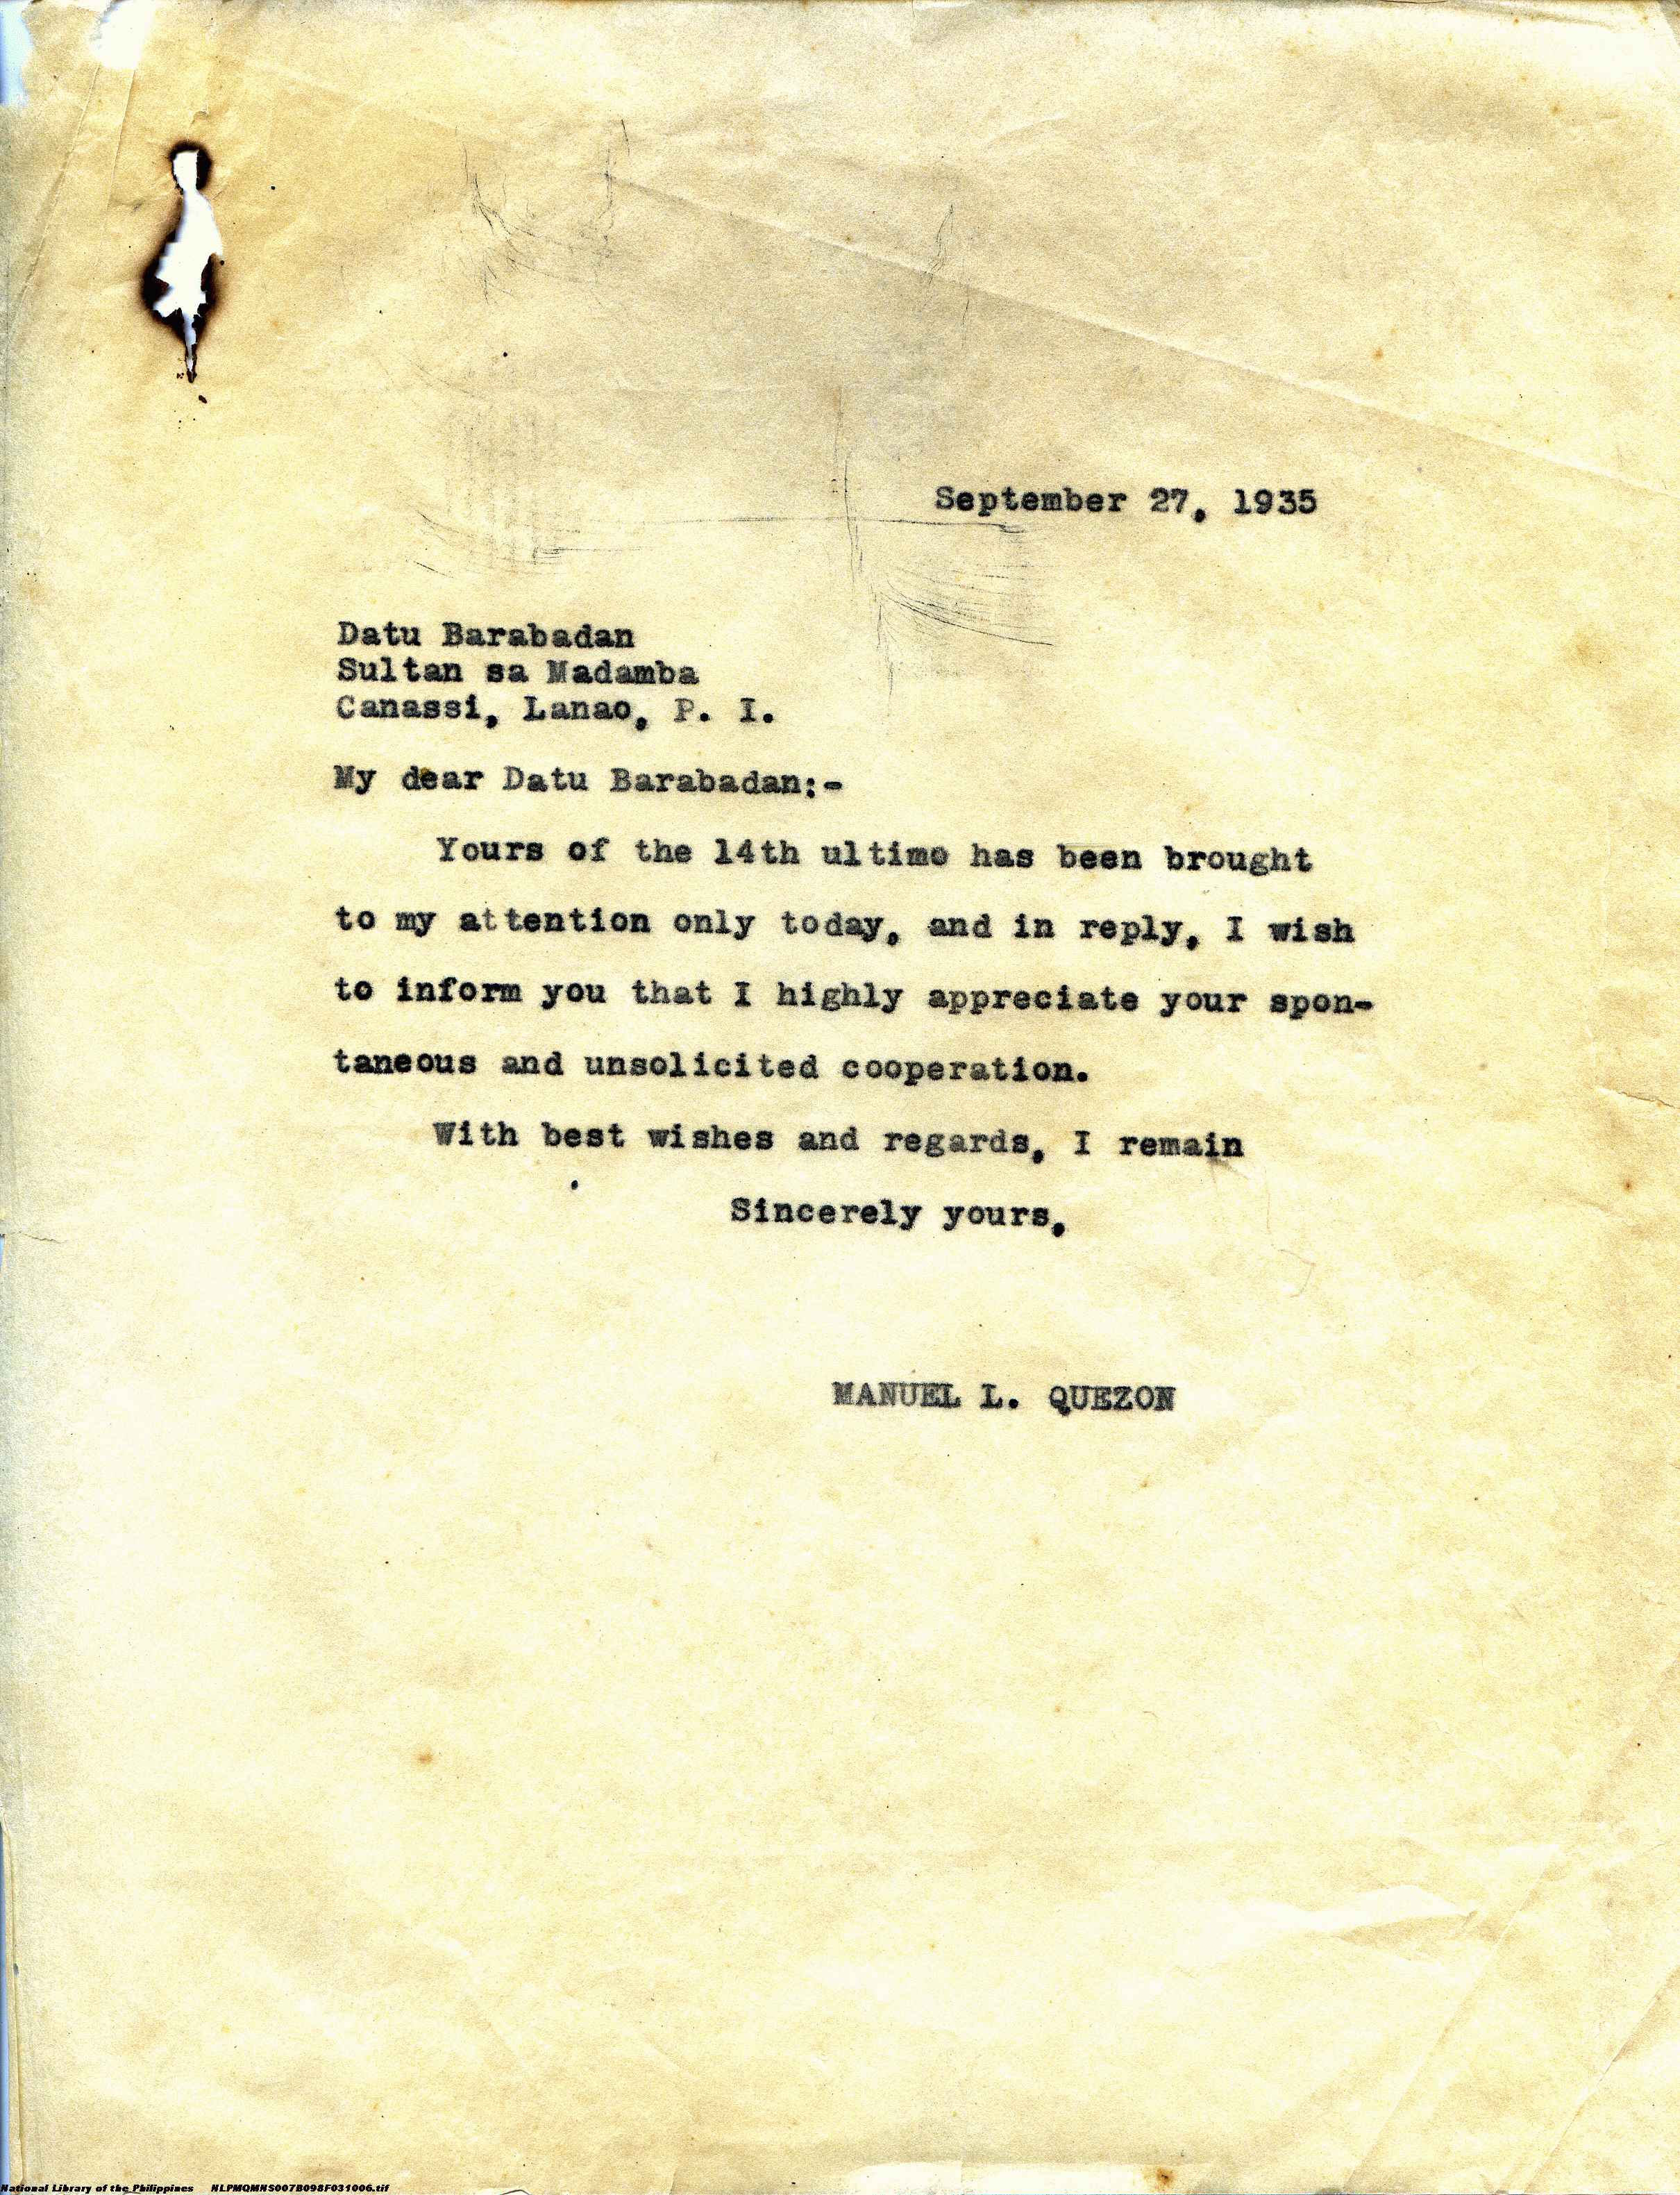 September 27, 1935
Datu Barabadan
Sultan sa Madamba
Canassi, Lanao, P. I.
My dear Datu Barabadan:-
Yours of the 14th ultimo has been brought
to my attention only today, and in reply, I wish
to inform you that I highly appreciate your spon-
taneous and unsolicited cooperation.
With best wishes and regards, I remain
Sincerely yours,
MANUEL L. QUEZON
National Library of the Philippines NLPMQMNS007B098F031006.tif